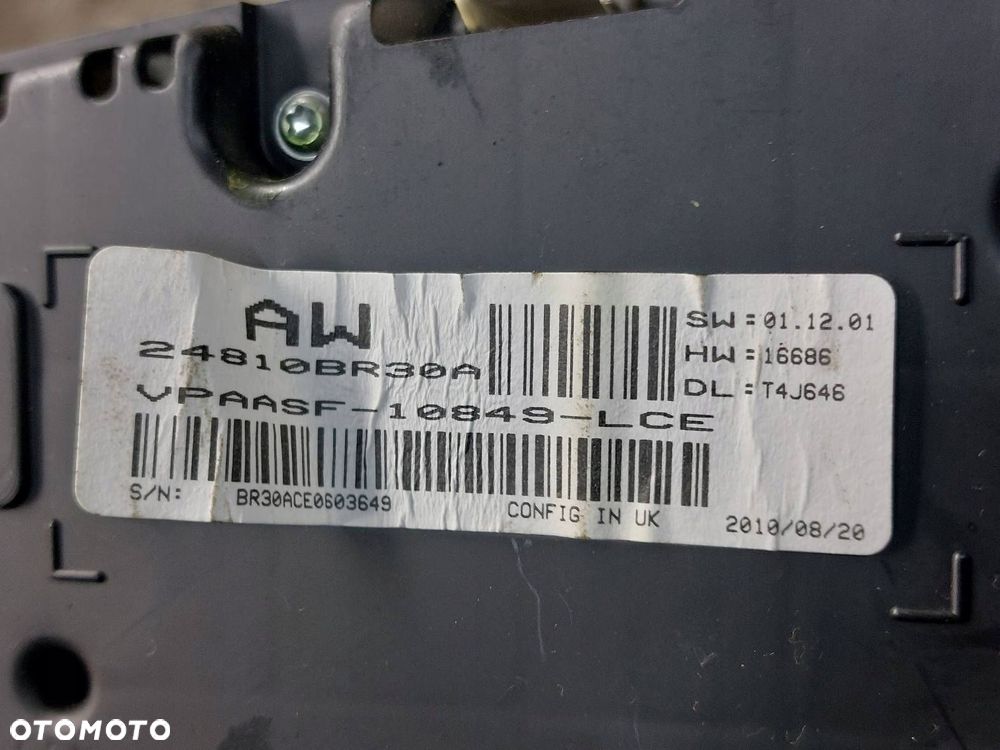 AW
24810BR30A
VPAASF-10849-LCE
SW = 01.12.01
HW = 16686
DL = T4J646
S/N: BR30ACE0603649
CONFIG IN UK
2010/08/20
OTOMOTO